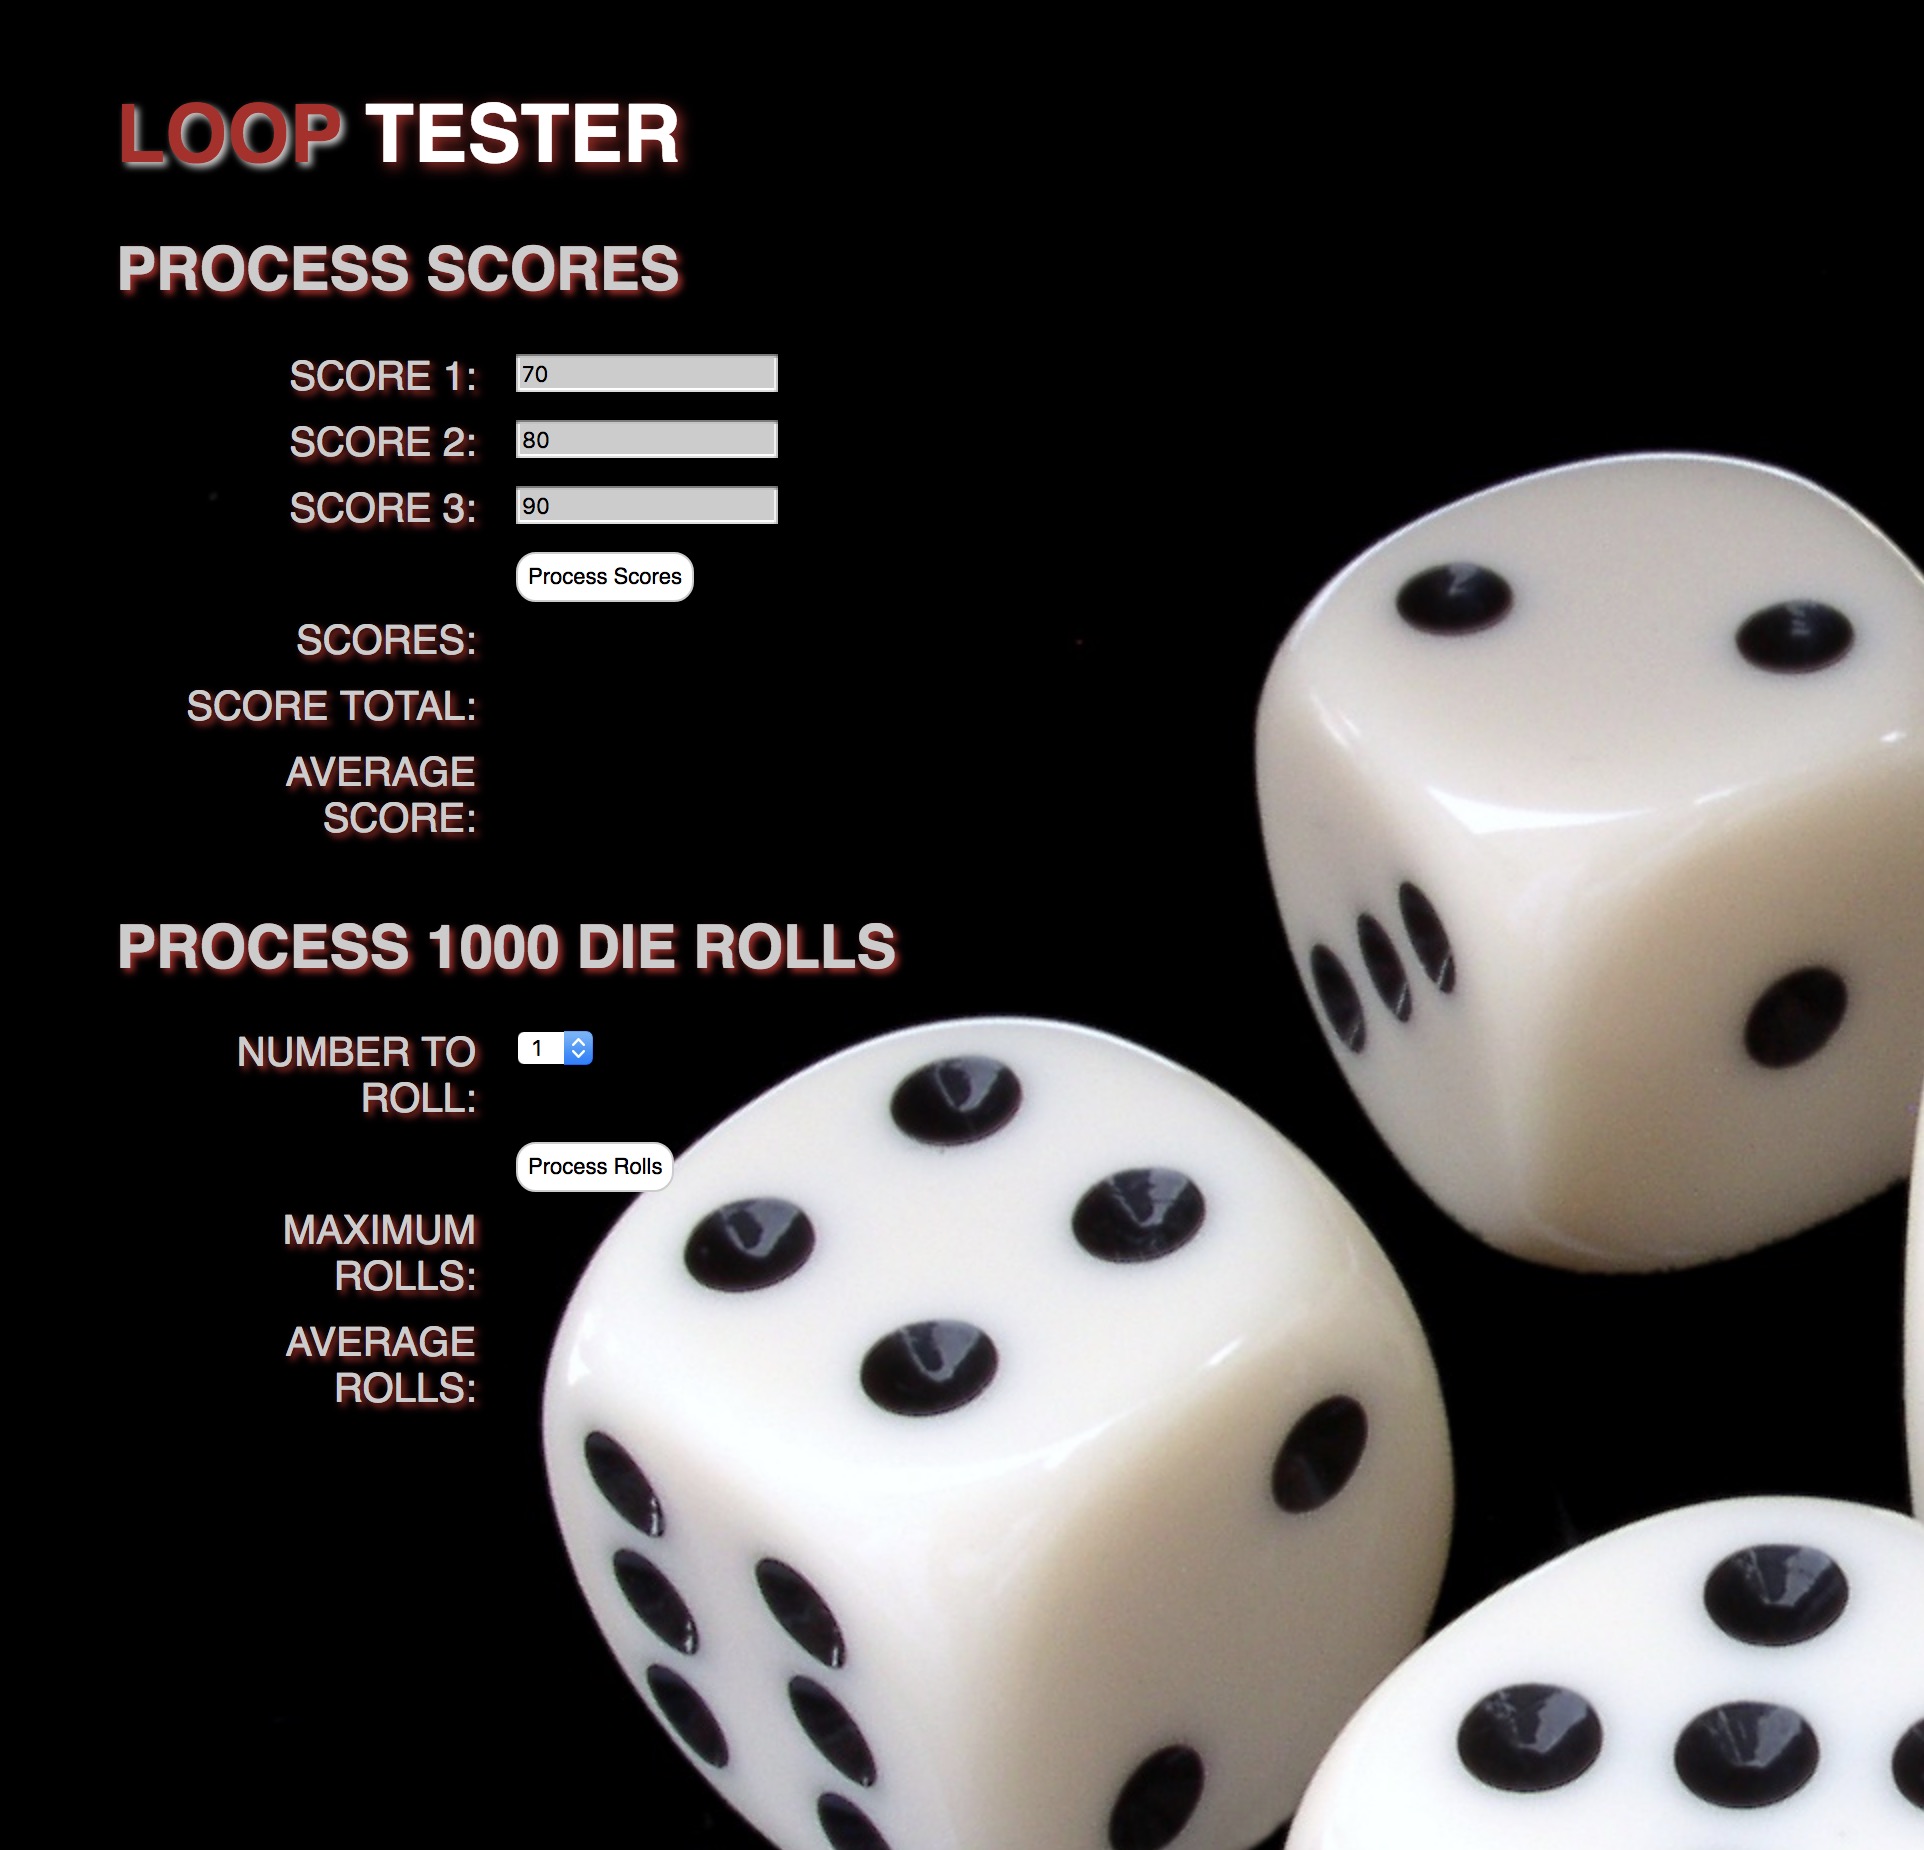 LOOP TESTER
PROCESS SCORES
SCORE 1: 70
SCORE 2: 80
SCORE 3: 90
Process Scores
SCORES:
SCORE TOTAL:
AVERAGE
SCORE:
PROCESS 1000 DIE ROLLS
NUMBER TO
ROLL:
1
Process Rolls
MAXIMUM
ROLLS:
AVERAGE
ROLLS: